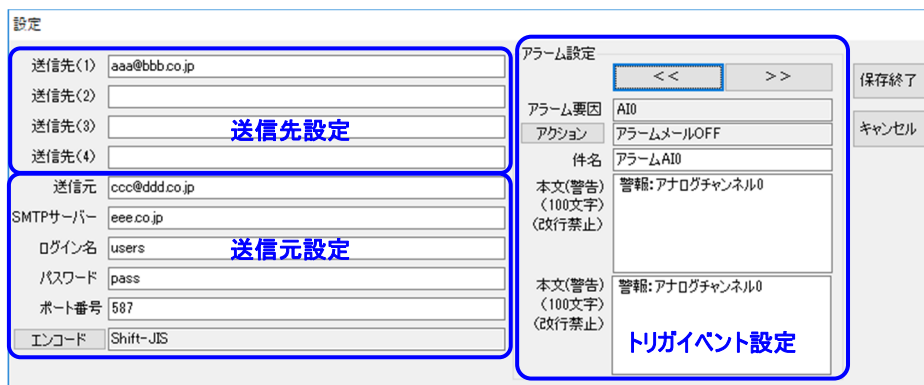 設定
送信先(1) aaa@bbb.co.jp
送信先(2)
送信先(3)
送信先(4)
送信先設定
送信元 ccc@ddd.co.jp
SMTPサーバー eee.co.jp
ログイン名 users
送信元設定
パスワード pass
ポート番号 587
エンコード Shift-JIS
アラーム設定
<< >>
アラーム要因 AI0
アクション アラームメールOFF
件名 アラームAI0
本文(警告) 警報:アナログチャンネル0
(100文字)
(改行禁止)
本文(警告) 警報:アナログチャンネル0
(100文字)
(改行禁止)
トリガイベント設定
保存終了
キャンセル